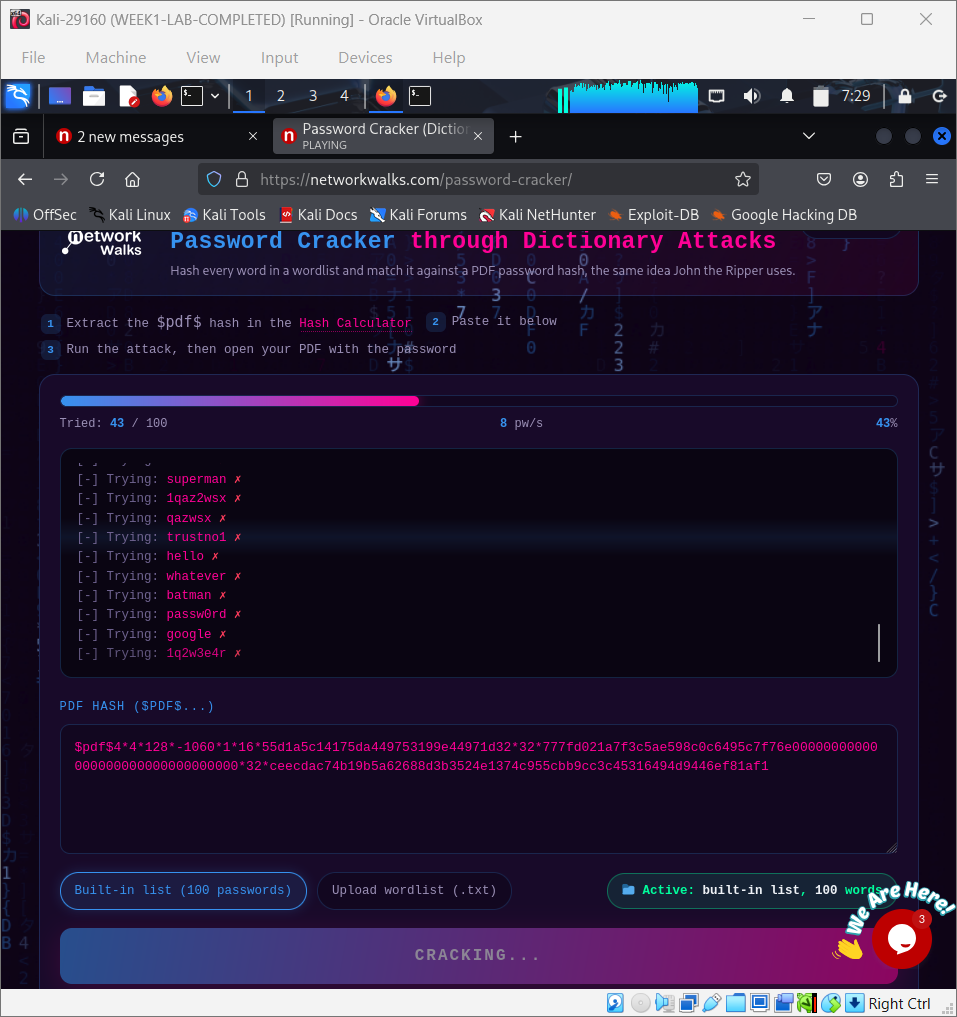 Kali-29160 (WEEK1-LAB-COMPLETED) [Running] - Oracle VirtualBox
File Machine View Input Devices Help
1 2 3 4 7:29
2 new messages
Password Cracker (Dictio
PLAYING
https://networkwalks.com/password-cracker/
OffSec Kali Linux Kali Tools Kali Docs Kali Forums Kali NetHunter Exploit-DB Google Hacking DB
network
Walks
Password Cracker through Dictionary Attacks
Hash every word in a wordlist and match it against a PDF password hash, the same idea John the Ripper uses.
1 Extract the $pdf$ hash in the Hash Calculator 2 Paste it below
3 Run the attack, then open your PDF with the password
Tried: 43 / 100 8 pw/s 43%
[-] Trying: superman ✗
[-] Trying: 1qaz2wsx ✗
[-] Trying: qazwsx ✗
[-] Trying: trustno1 ✗
[-] Trying: hello ✗
[-] Trying: whatever ✗
[-] Trying: batman ✗
[-] Trying: passw0rd ✗
[-] Trying: google ✗
[-] Trying: 1q2w3e4r ✗
PDF HASH ($PDF$...)
$pdf$4*4*128*-1060*1*16*55d1a5c14175da449753199e44971d32*32*777fd021a7f3c5ae598c0c6495c7f76e00000000000
0000000000000000000000*32*ceecdac74b19b5a62688d3b3524e1374c955cbb9cc3c45316494d9446ef81af1
Built-in list (100 passwords) Upload wordlist (.txt) Active: built-in list, 100 words
We Are Here!
3
CRACKING...
Right Ctrl